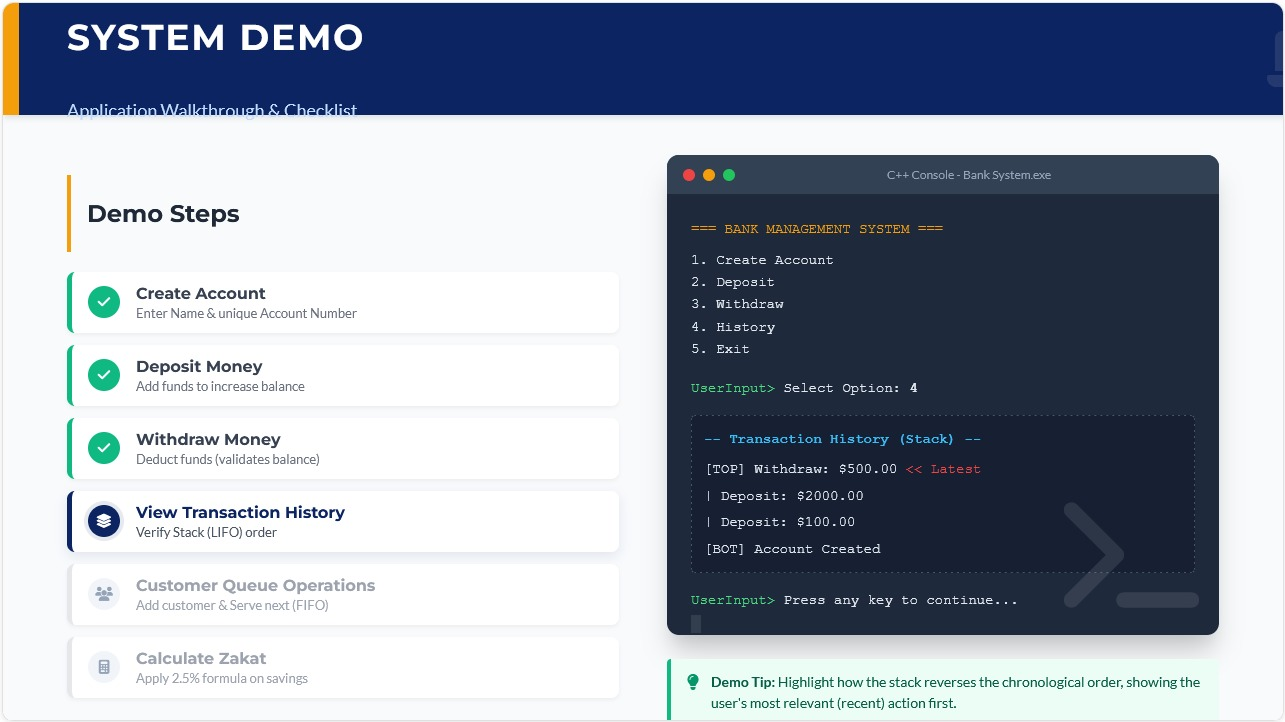 SYSTEM DEMO
Application Walkthrough & Checklist
Demo Steps
Create Account
Enter Name & unique Account Number
Deposit Money
Add funds to increase balance
Withdraw Money
Deduct funds (validates balance)
View Transaction History
Verify Stack (LIFO) order
Customer Queue Operations
Add customer & Serve next (FIFO)
Calculate Zakat
Apply 2.5% formula on savings
C++ Console - Bank System.exe
=== BANK MANAGEMENT SYSTEM ===
1. Create Account
2. Deposit
3. Withdraw
4. History
5. Exit
UserInput> Select Option: 4
-- Transaction History (Stack) --
[TOP] Withdraw: $500.00 << Latest
| Deposit: $2000.00
| Deposit: $100.00
[BOT] Account Created
UserInput> Press any key to continue...
Demo Tip: Highlight how the stack reverses the chronological order, showing the
user's most relevant (recent) action first.